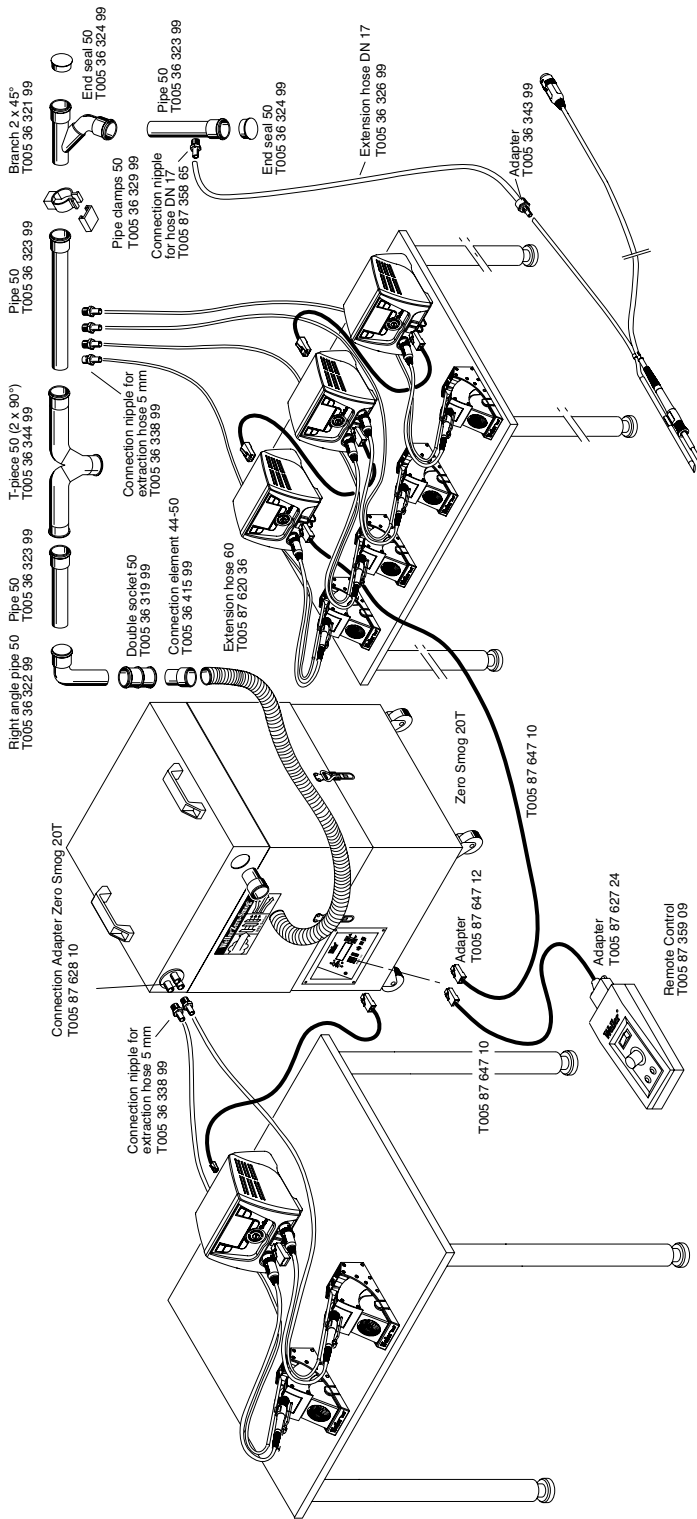 Connection Adapter Zero Smog 20T
T005 87 628 10
Connection nipple for
extraction hose 5 mm
T005 36 338 99
Right angle pipe 50
T005 36 322 99
Pipe 50
T005 36 323 99
T-piece 50 (2 x 90°)
T005 36 344 99
Pipe 50
T005 36 323 99
Branch 2 x 45°
T005 36 321 99
End seal 50
T005 36 324 99
Double socket 50
T005 36 319 99
Connection element 44-50
T005 36 415 99
Extension hose 60
T005 87 620 36
Connection nipple for
extraction hose 5 mm
T005 36 338 99
Pipe clamps 50
T005 36 329 99
Connection nipple
for hose DN 17
T005 87 358 65
Pipe 50
T005 36 323 99
End seal 50
T005 36 324 99
Extension hose DN 17
T005 36 326 99
Adapter
T005 36 343 99
Zero Smog 20T
Adapter
T005 87 647 12
T005 87 647 10
T005 87 647 10
Adapter
T005 87 627 24
Remote Control
T005 87 359 09
Weller